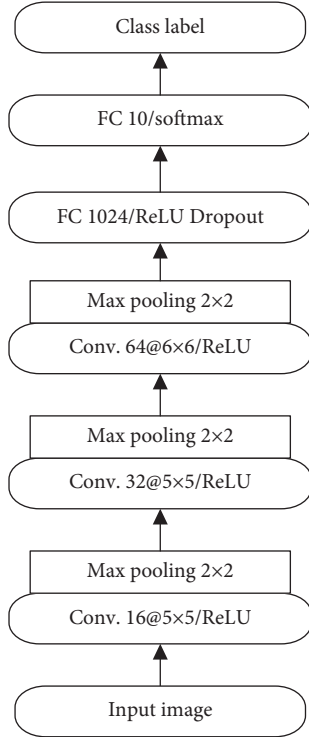 Class label
FC 10/softmax
FC 1024/ReLU Dropout
Max pooling 2×2
Conv. 64@6×6/ReLU
Max pooling 2×2
Conv. 32@5×5/ReLU
Max pooling 2×2
Conv. 16@5×5/ReLU
Input image